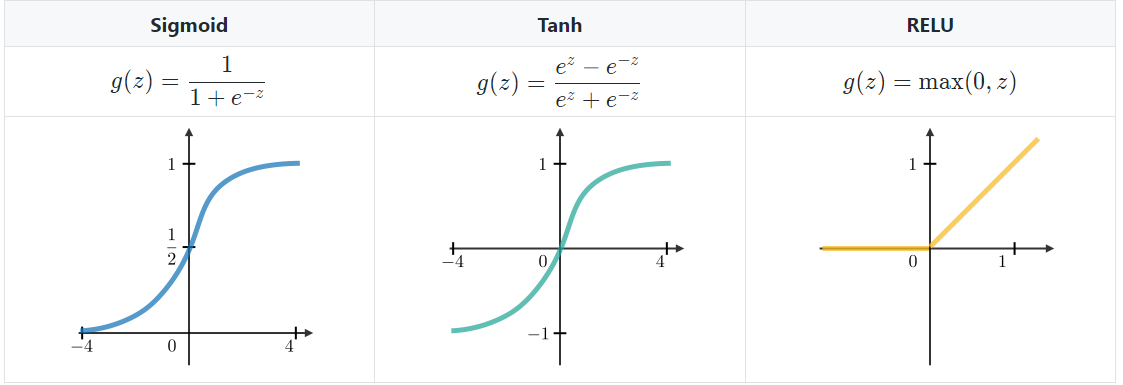 Sigmoid Tanh RELU
g(z) = 1 / (1 + e^{-z}) g(z) = (e^z − e^{-z}) / (e^z + e^{-z}) g(z) = max(0, z)
1
1/2
−4 0 4
1
−4 0 4
−1
1
0 1